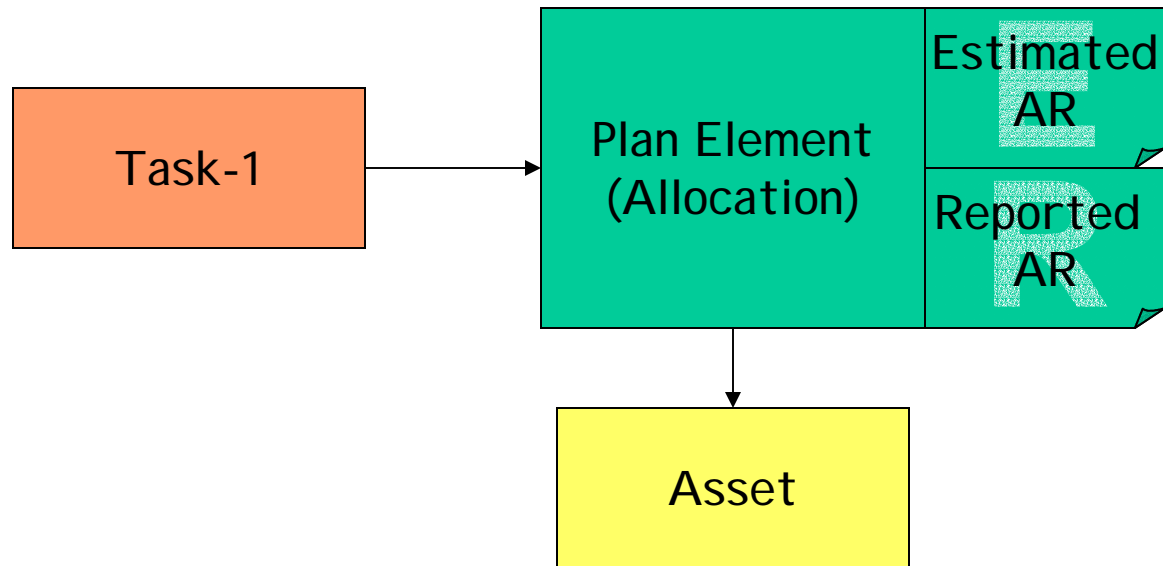 Task-1
Plan Element
(Allocation)
E
Estimated
AR
R
Reported
AR
Asset